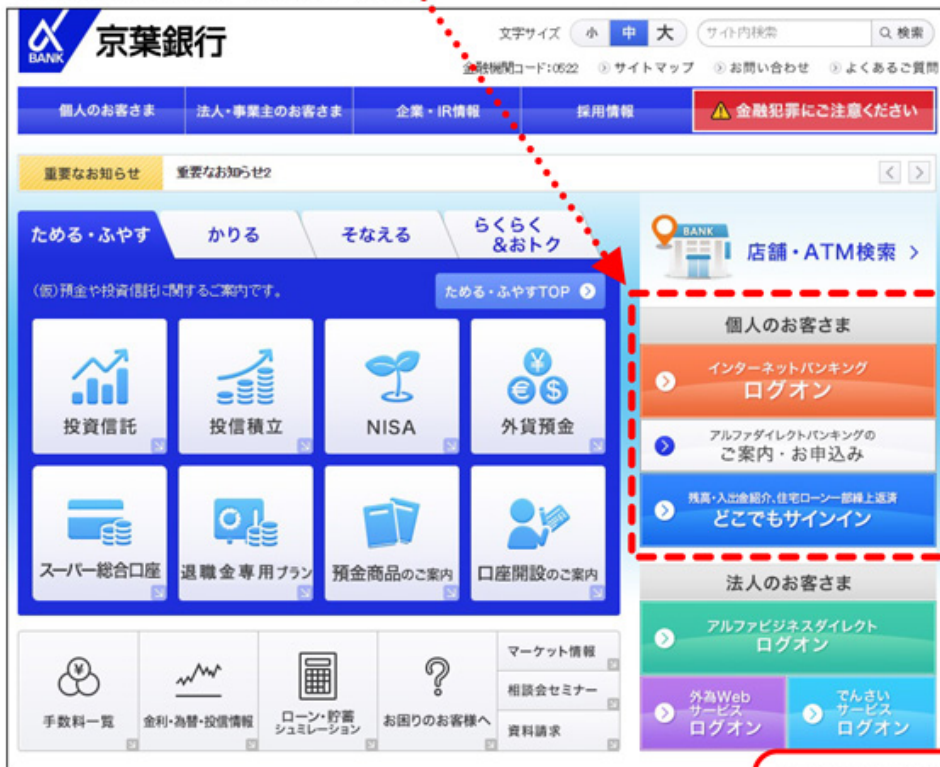 BANK
京葉銀行
文字サイズ 小 中 大
サイト内検索 検索
金融機関コード:0522 サイトマップ お問い合わせ よくあるご質問
個人のお客さま 法人・事業主のお客さま 企業・IR情報 採用情報 金融犯罪にご注意ください
重要なお知らせ 重要なお知らせ2
ためる・ふやす かりる そなえる らくらく
&おトク
(仮)預金や投資信託に関するご案内です。 ためる・ふやすTOP
投資信託 投信積立 NISA 外貨預金
スーパー総合口座 退職金専用プラン 預金商品のご案内 口座開設のご案内
手数料一覧 金利・為替・投信情報 ローン・貯蓄
シュミレーション お困りのお客様へ
マーケット情報
相談会セミナー
資料請求
BANK
店舗・ATM検索
個人のお客さま
インターネットバンキング
ログオン
アルファダイレクトバンキングの
ご案内・お申込み
残高・入出金紹介、住宅ローン一部繰上返済
どこでもサインイン
法人のお客さま
アルファビジネスダイレクト
ログオン
外為Web
サービス
ログオン
でんさい
サービス
ログオン